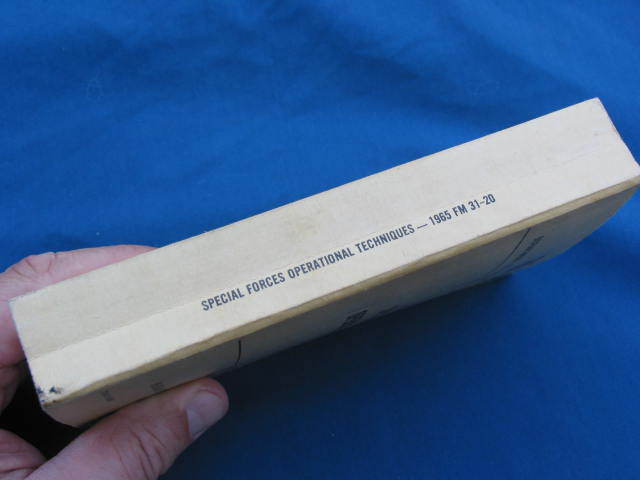 SPECIAL FORCES OPERATIONAL TECHNIQUES — 1965 FM 31-20